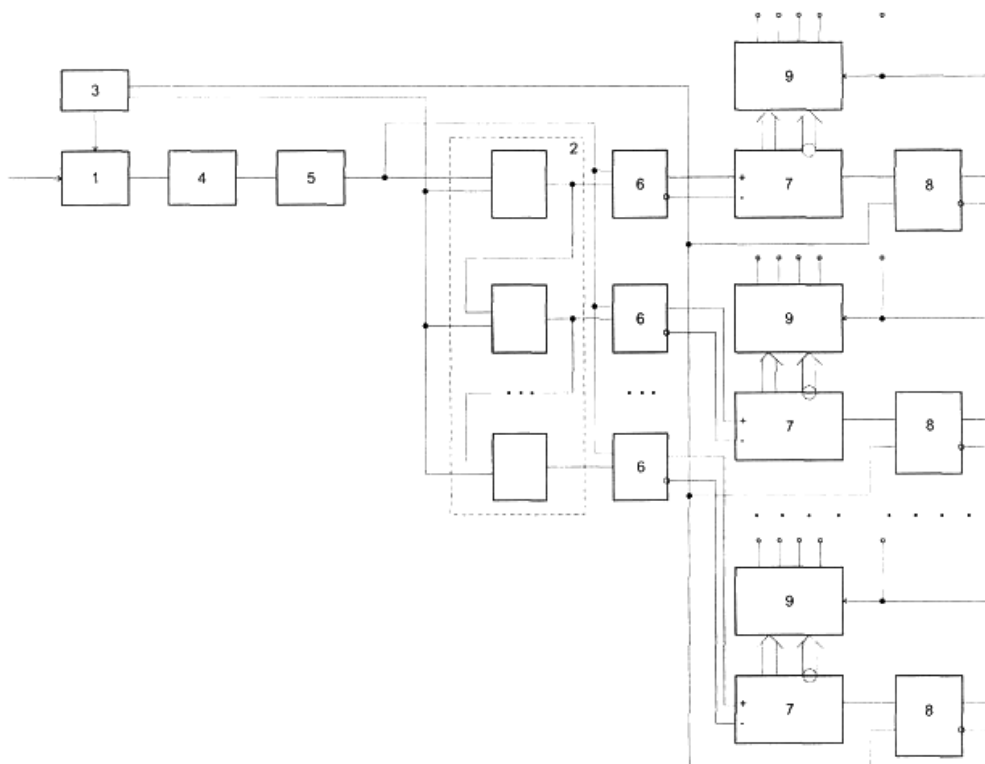 9
3
2
1 4 5 6 + - 7 8
6 9
. . . . . .
+ - 7 8
6
. . . . . . . .
9
+ - 7 8